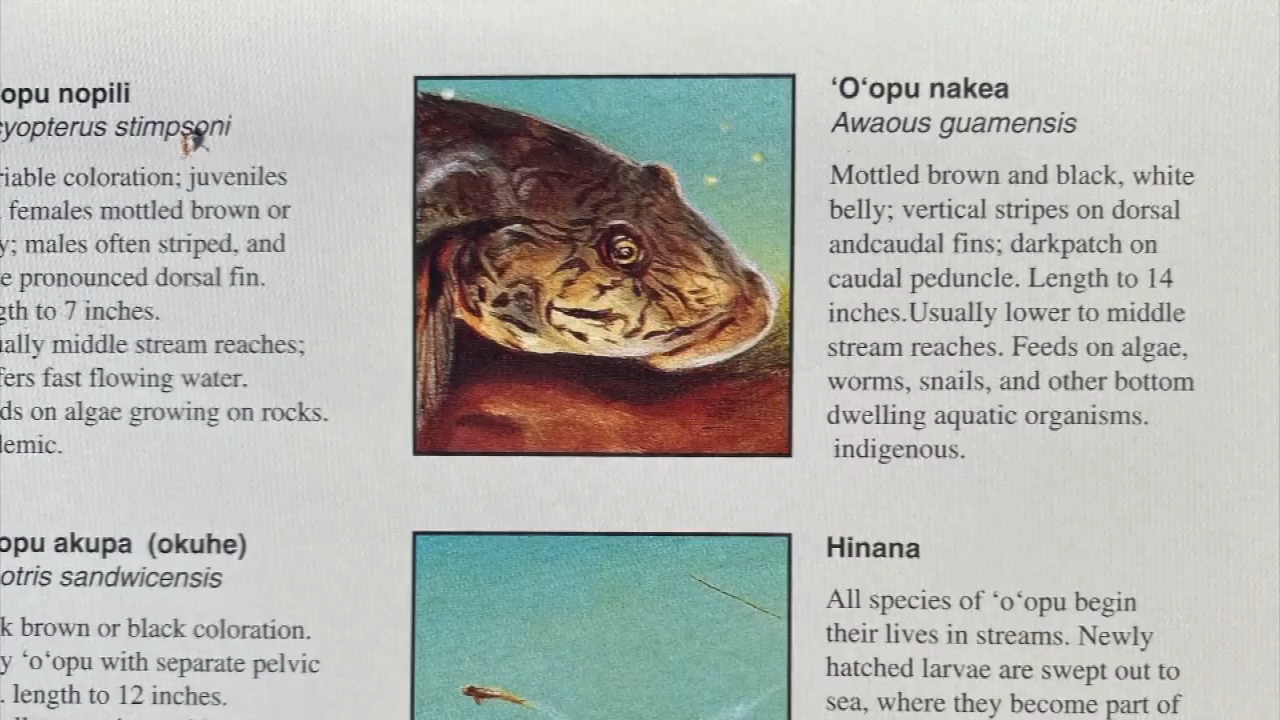 opu nopili
cyopterus stimpsoni
riable coloration; juveniles
females mottled brown or
y; males often striped, and
e pronounced dorsal fin.
gth to 7 inches.
ually middle stream reaches;
fers fast flowing water.
ds on algae growing on rocks.
lemic.
opu akupa (okuhe)
otris sandwicensis
k brown or black coloration.
y ‘o‘opu with separate pelvic
. length to 12 inches.
‘O‘opu nakea
Awaous guamensis
Mottled brown and black, white
belly; vertical stripes on dorsal
andcaudal fins; darkpatch on
caudal peduncle. Length to 14
inches.Usually lower to middle
stream reaches. Feeds on algae,
worms, snails, and other bottom
dwelling aquatic organisms.
indigenous.
Hinana
All species of ‘o‘opu begin
their lives in streams. Newly
hatched larvae are swept out to
sea, where they become part of